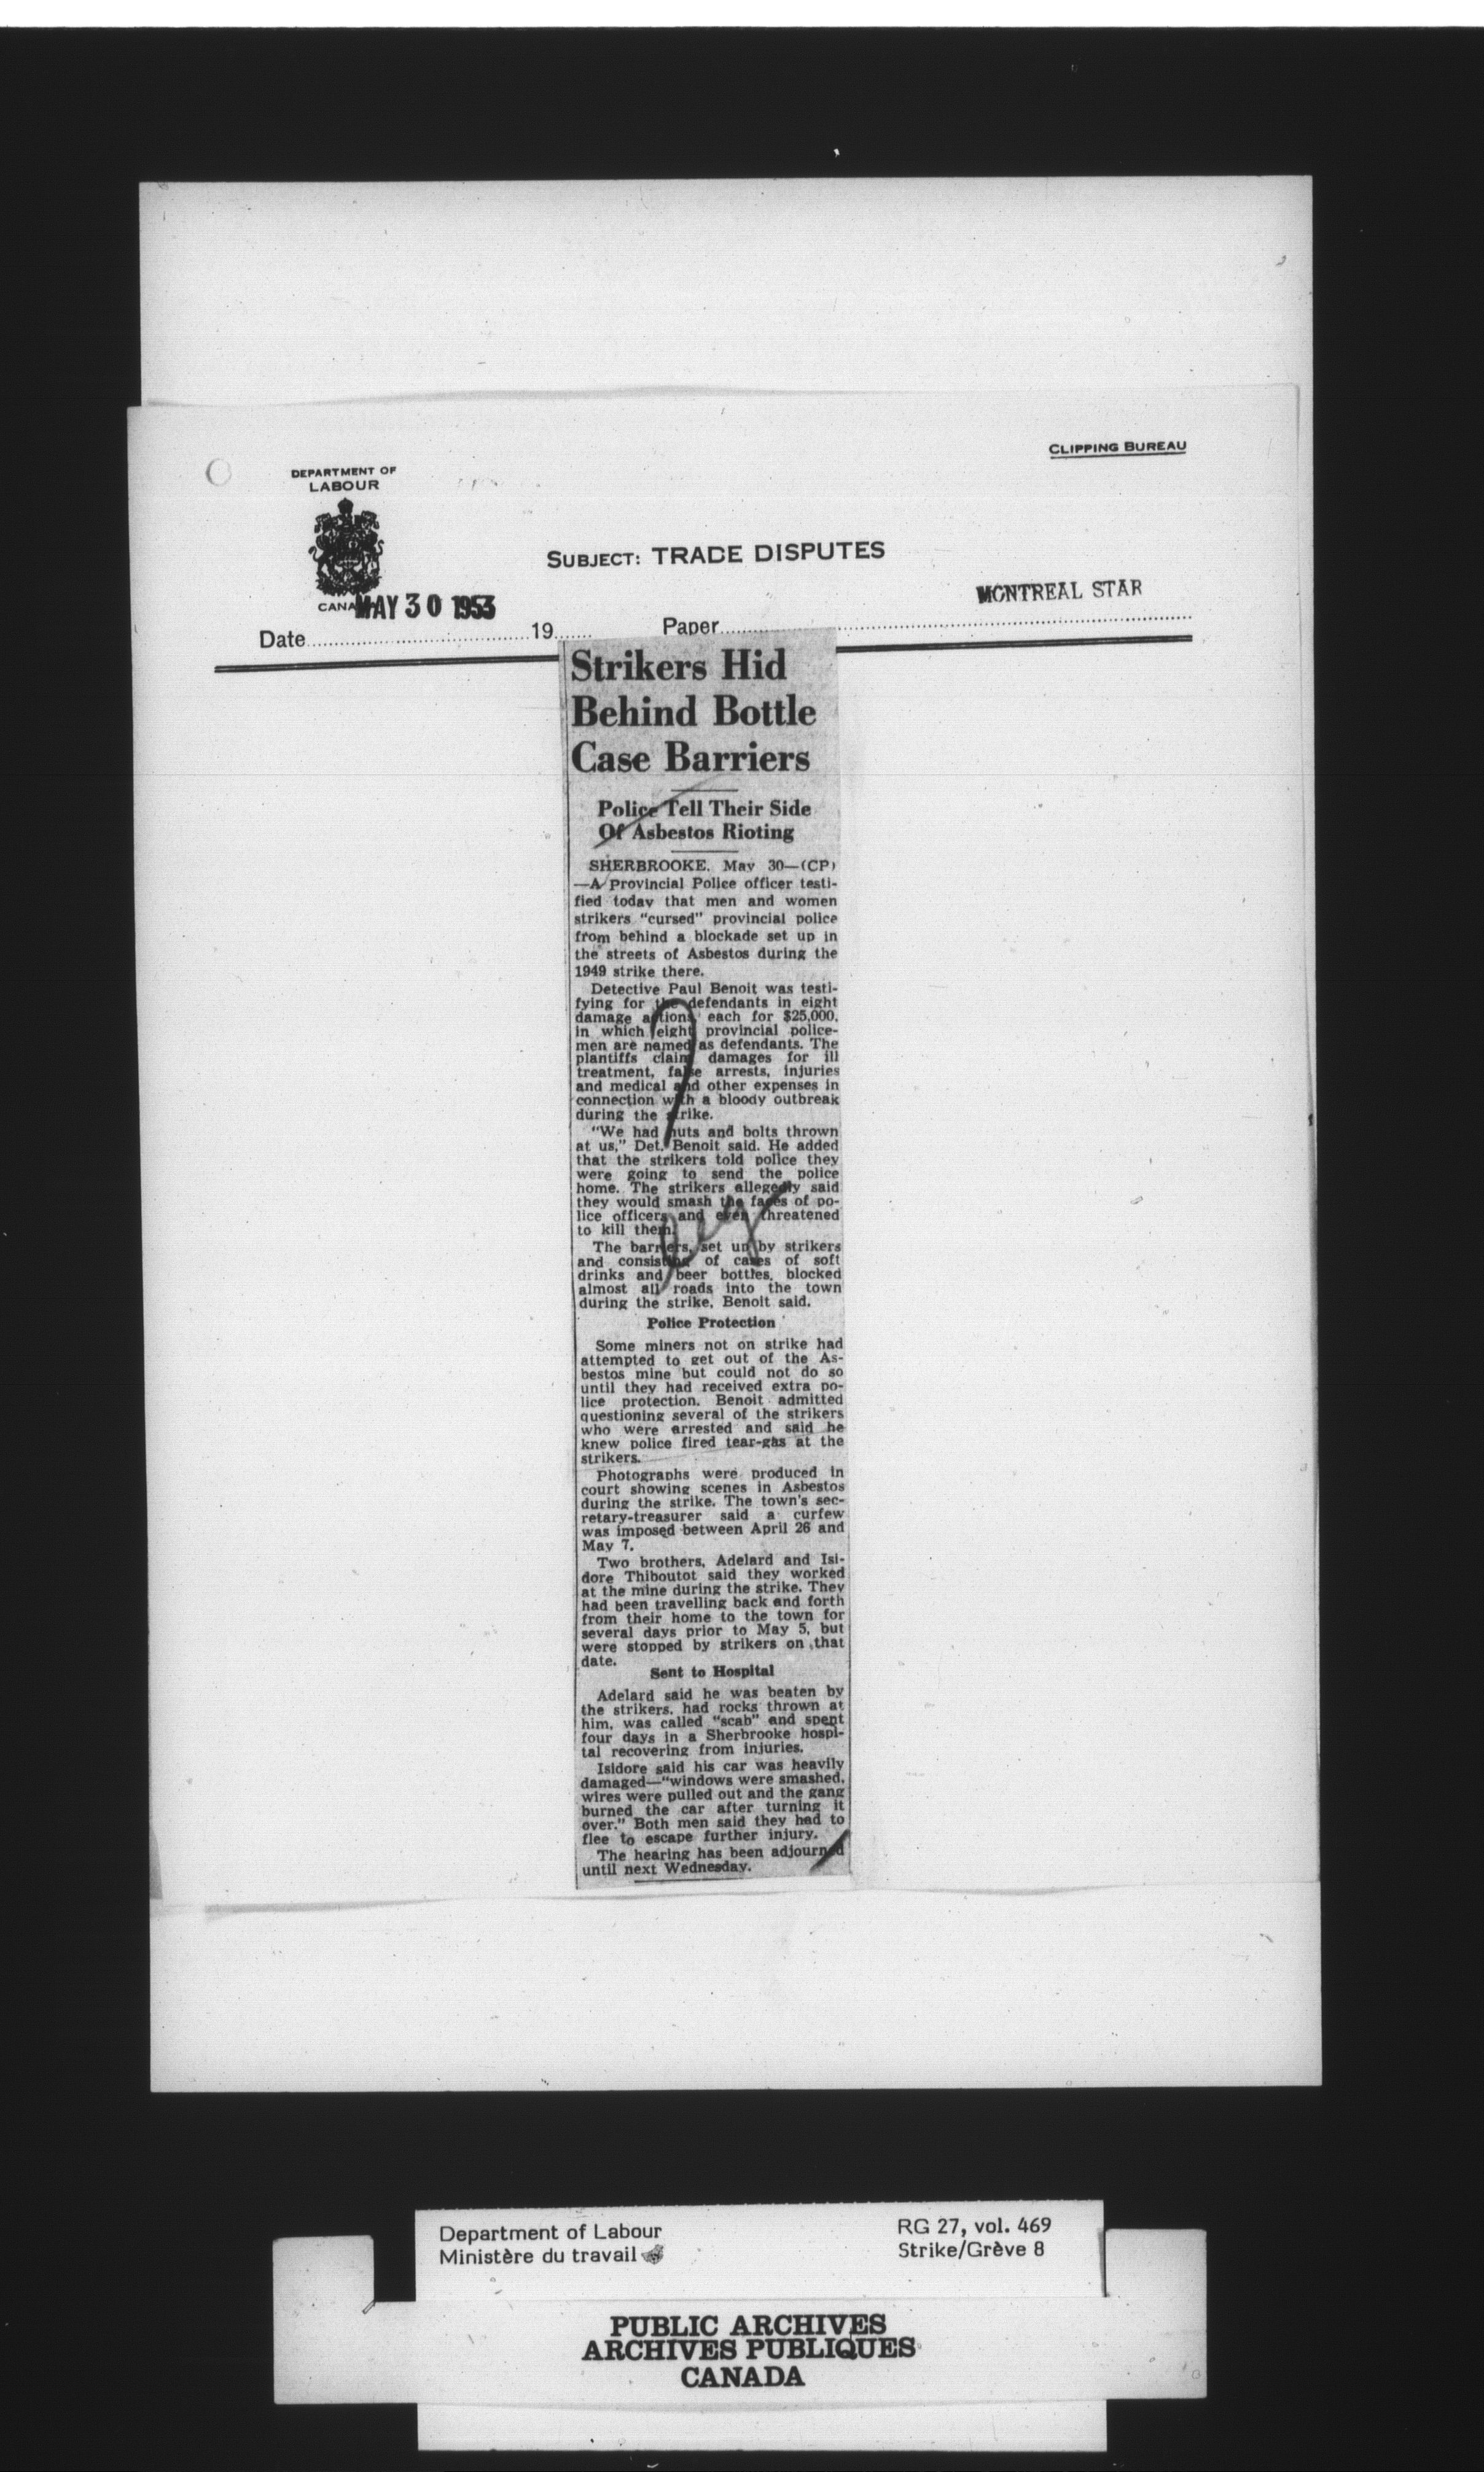 CLIPPING BUREAU
DEPARTMENT OF
LABOUR
CANADA
SUBJECT: TRADE DISPUTES
MAY 30 1953
MONTREAL STAR
Date 19 Paper
Strikers Hid
Behind Bottle
Case Barriers
Police Tell Their Side
Of Asbestos Rioting
SHERBROOKE. May 30—(CP)
—A Provincial Police officer testi-
fied today that men and women
strikers "cursed" provincial police
from behind a blockade set up in
the streets of Asbestos during the
1949 strike there.
Detective Paul Benoit was testi-
fying for the defendants in eight
damage actions each for $25,000,
in which eight provincial police-
men are named as defendants. The
plantiffs claim damages for ill
treatment, false arrests, injuries
and medical and other expenses in
connection with a bloody outbreak
during the strike.
"We had nuts and bolts thrown
at us," Det. Benoit said. He added
that the strikers told police they
were going to send the police
home. The strikers allegedly said
they would smash the faces of po-
lice officers and even threatened
to kill them.
The barriers, set up by strikers
and consisting of cases of soft
drinks and beer bottles, blocked
almost all roads into the town
during the strike, Benoit said.
Police Protection
Some miners not on strike had
attempted to get out of the As-
bestos mine but could not do so
until they had received extra po-
lice protection. Benoit admitted
questioning several of the strikers
who were arrested and said he
knew police fired tear-gas at the
strikers.
Photographs were produced in
court showing scenes in Asbestos
during the strike. The town's sec-
retary-treasurer said a curfew
was imposed between April 26 and
May 7.
Two brothers, Adelard and Isi-
dore Thiboutot said they worked
at the mine during the strike. They
had been travelling back and forth
from their home to the town for
several days prior to May 5, but
were stopped by strikers on that
date.
Sent to Hospital
Adelard said he was beaten by
the strikers, had rocks thrown at
him, was called "scab" and spent
four days in a Sherbrooke hospi-
tal recovering from injuries.
Isidore said his car was heavily
damaged—"windows were smashed,
wires were pulled out and the gang
burned the car after turning it
over." Both men said they had to
flee to escape further injury.
The hearing has been adjourned
until next Wednesday.
Department of Labour
Ministère du travail
RG 27, vol. 469
Strike/Grève 8
PUBLIC ARCHIVES
ARCHIVES PUBLIQUES
CANADA